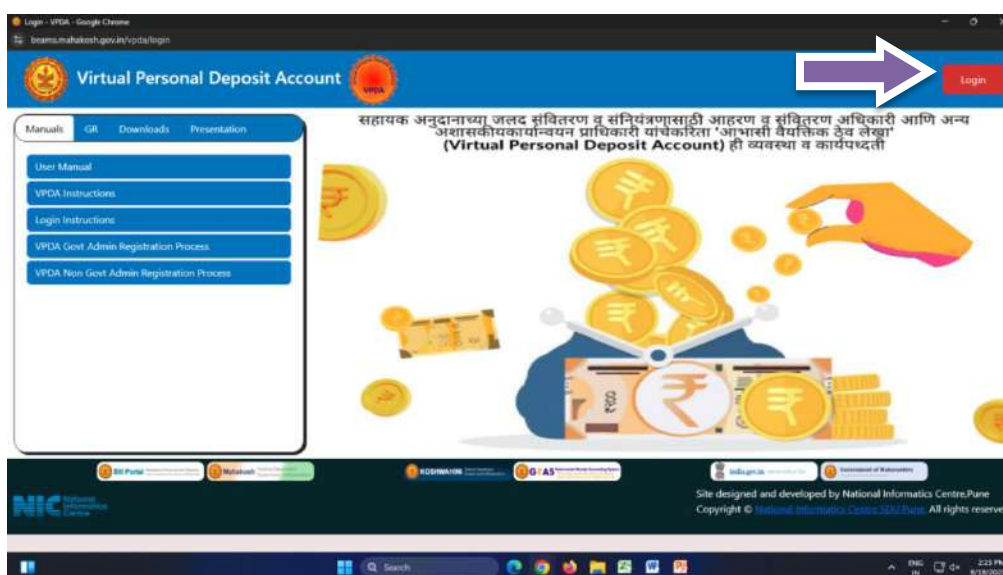 Login - VPDA - Google Chrome
beams.mahakosh.gov.in/vpda/login
Virtual Personal Deposit Account
VPDA
Login
Manuals GR Downloads Presentation
User Manual
VPDA Instructions
Login Instructions
VPDA Govt Admin Registration Process
VPDA Non Govt Admin Registration Process
सहायक अनुदानाच्या जलद संवितरण व संनियंत्रणासाठी आहरण व संवितरण अधिकारी आणि अन्य
अशासकीयकार्यान्वयन प्राधिकारी यांचेकरिता 'आभासी वैयक्तिक ठेव लेखा'
(Virtual Personal Deposit Account) ही व्यवस्था व कार्यपध्दती
Bill Portal
Mahakosh
KOSHWAHINI
GRAS
india.gov.in
Government of Maharashtra
NIC National
Informatics
Centre
Site designed and developed by National Informatics Centre,Pune
Copyright © National Informatics Centre SDU Pune. All rights reserve
Search
ENG
IN